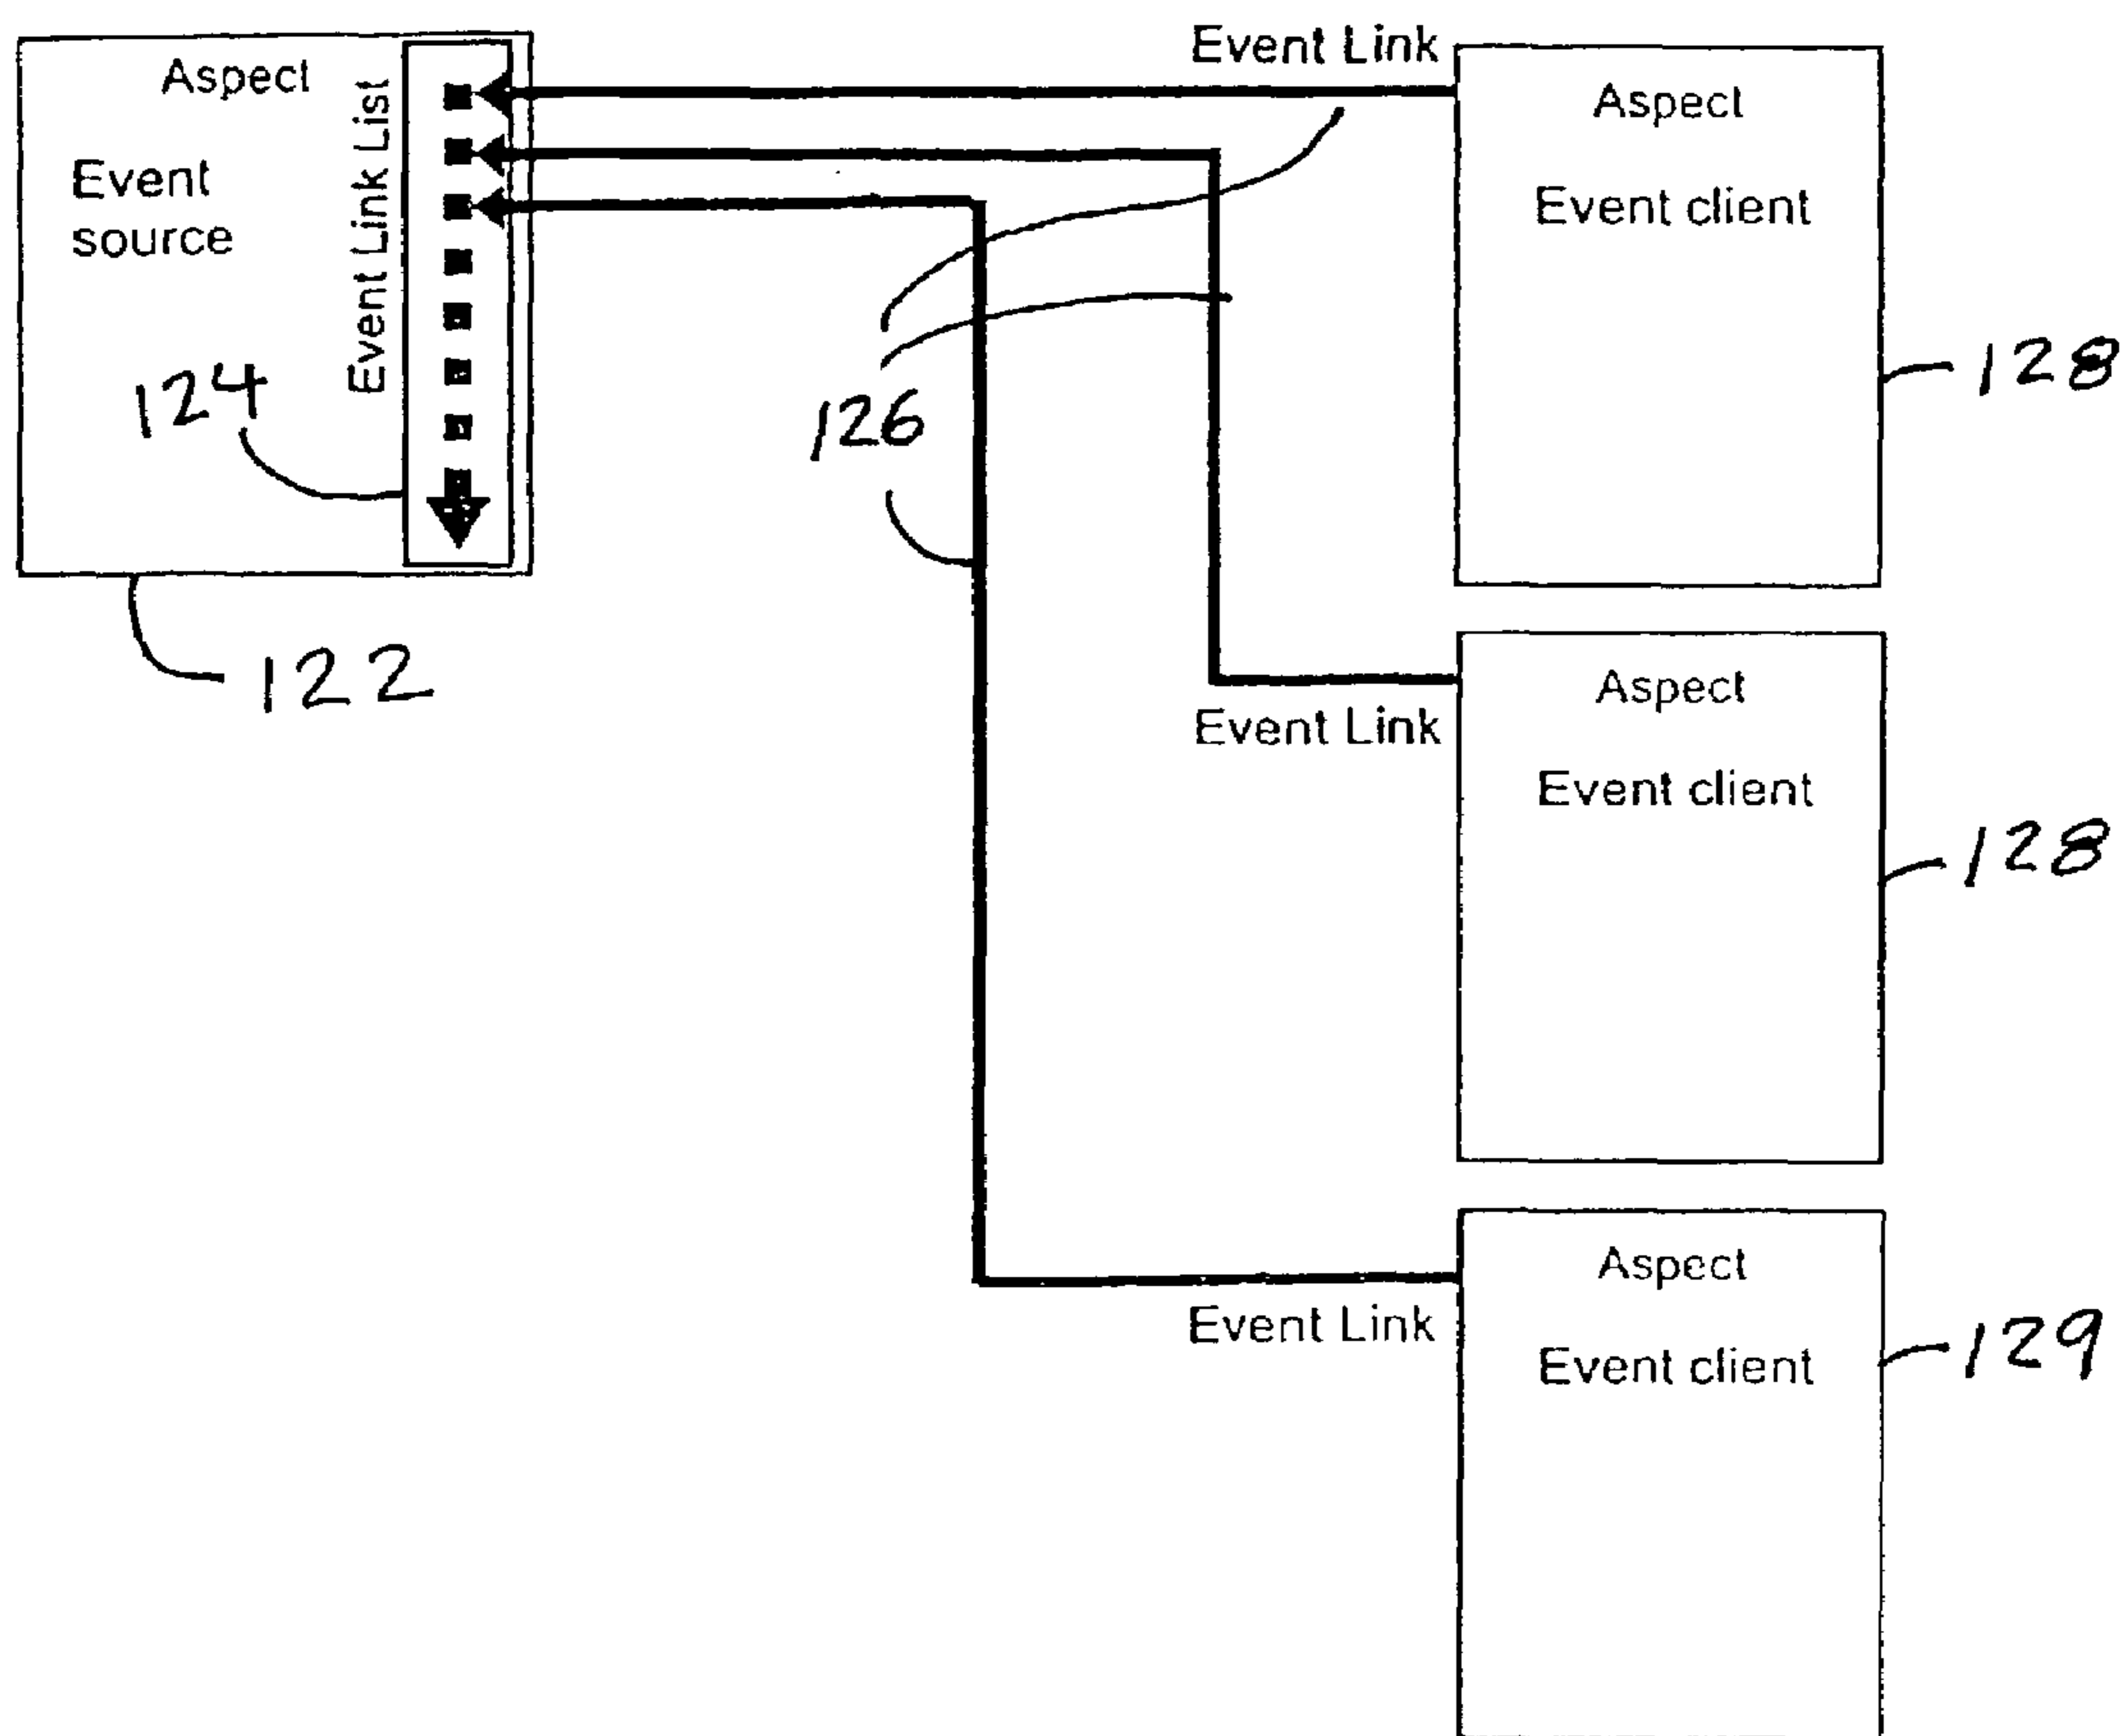 Aspect
Event
source
Event Link List
124
122
126
Event Link
Aspect
Event client
128
Event Link
Aspect
Event client
128
Event Link
Aspect
Event client
129